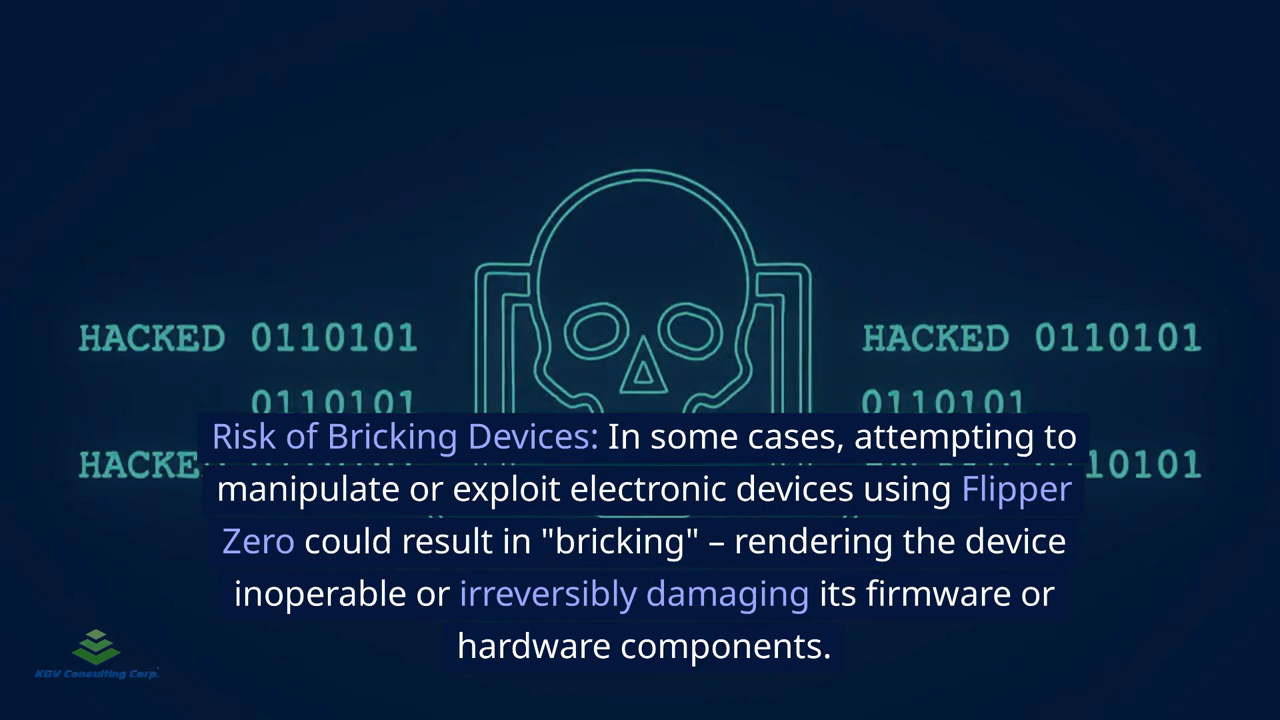 HACKED 0110101
HACKED 0110101
0110101
0110101
Risk of Bricking Devices: In some cases, attempting to
manipulate or exploit electronic devices using Flipper
Zero could result in "bricking" – rendering the device
inoperable or irreversibly damaging its firmware or
hardware components.
KGV Consulting Corp.